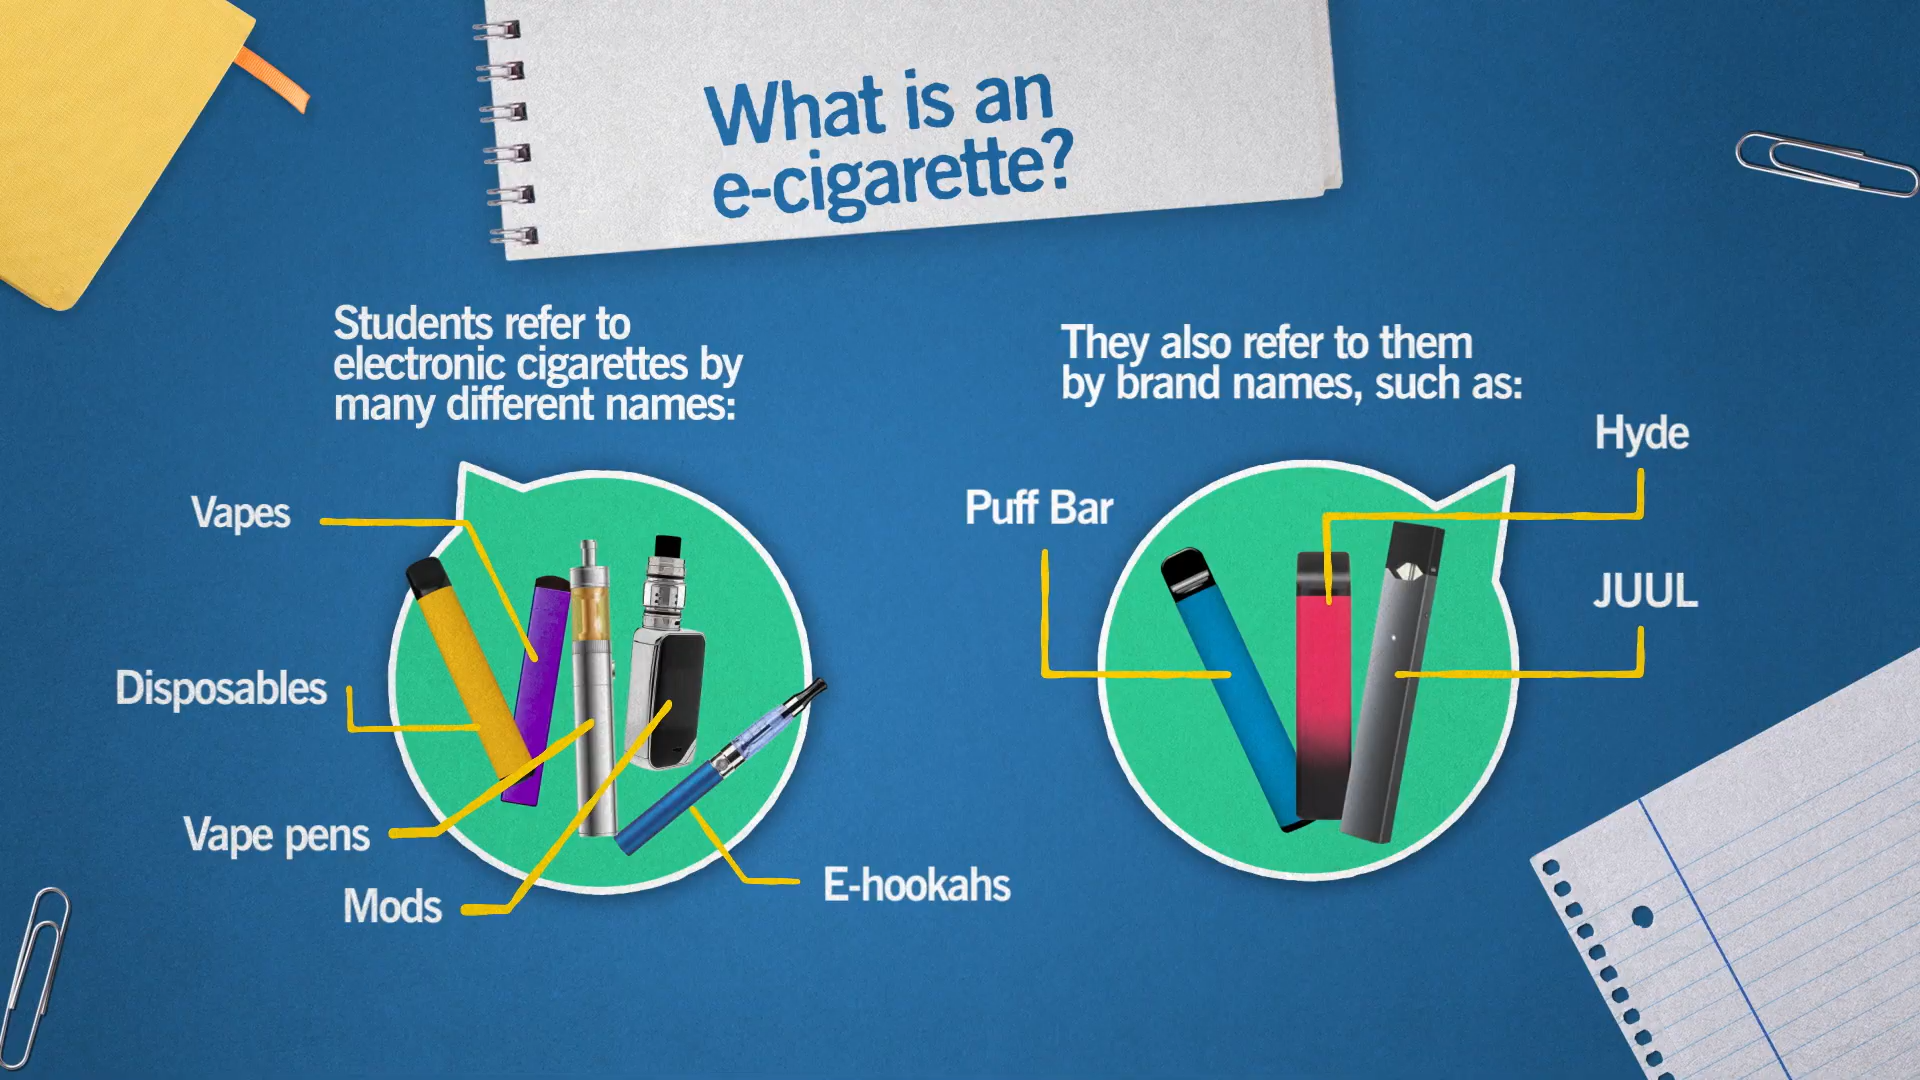 What is an
e-cigarette?
Students refer to
electronic cigarettes by
many different names:
Vapes
Disposables
Vape pens
Mods
E-hookahs
They also refer to them
by brand names, such as:
Hyde
Puff Bar
JUUL